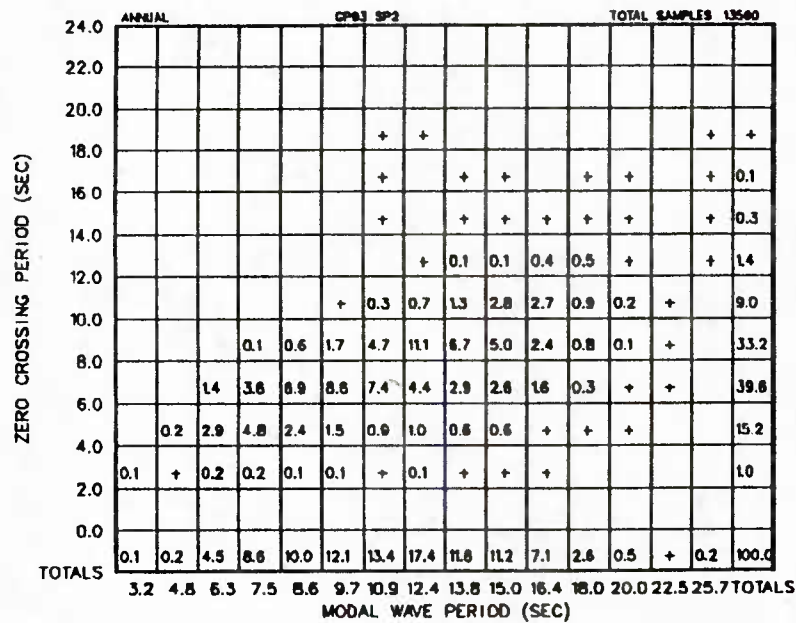 ANNUAL CP83 SP2 TOTAL SAMPLES 13580
24.0
22.0
20.0
+ + + +
18.0
+ + + + + + 0.1
16.0
+ + + + + + + 0.3
14.0
+ 0.1 0.1 0.4 0.5 + + 1.4
12.0
+ 0.3 0.7 1.3 2.8 2.7 0.9 0.2 + 9.0
10.0
0.1 0.6 1.7 4.7 11.1 6.7 5.0 2.4 0.8 0.1 + 33.2
8.0
1.4 3.6 6.9 8.6 7.4 4.4 2.9 2.6 1.6 0.3 + + 39.6
6.0
0.2 2.9 4.8 2.4 1.5 0.9 1.0 0.6 0.6 + + + 15.2
4.0
0.1 + 0.2 0.2 0.1 0.1 + 0.1 + + + 1.0
2.0
0.0
0.1 0.2 4.5 8.6 10.0 12.1 13.4 17.4 11.6 11.2 7.1 2.6 0.5 + 0.2 100.0
TOTALS
3.2 4.8 6.3 7.5 8.6 9.7 10.9 12.4 13.8 15.0 16.4 18.0 20.0 22.5 25.7 TOTALS
MODAL WAVE PERIOD (SEC)
ZERO CROSSING PERIOD (SEC)